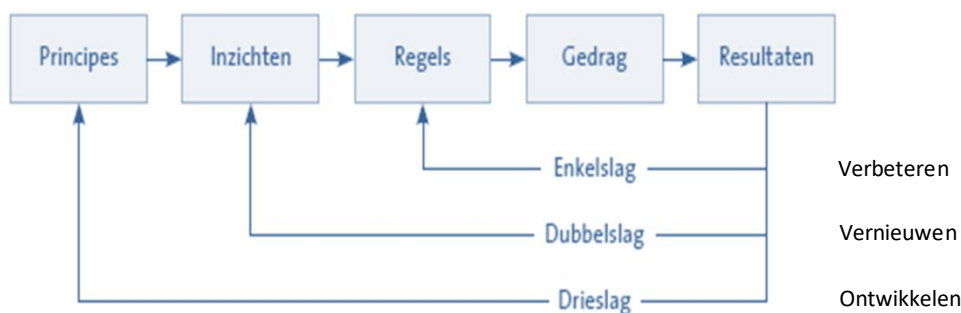 Principes Inzichten Regels Gedrag Resultaten
Enkelslag Verbeteren
Dubbelslag Vernieuwen
Drieslag Ontwikkelen